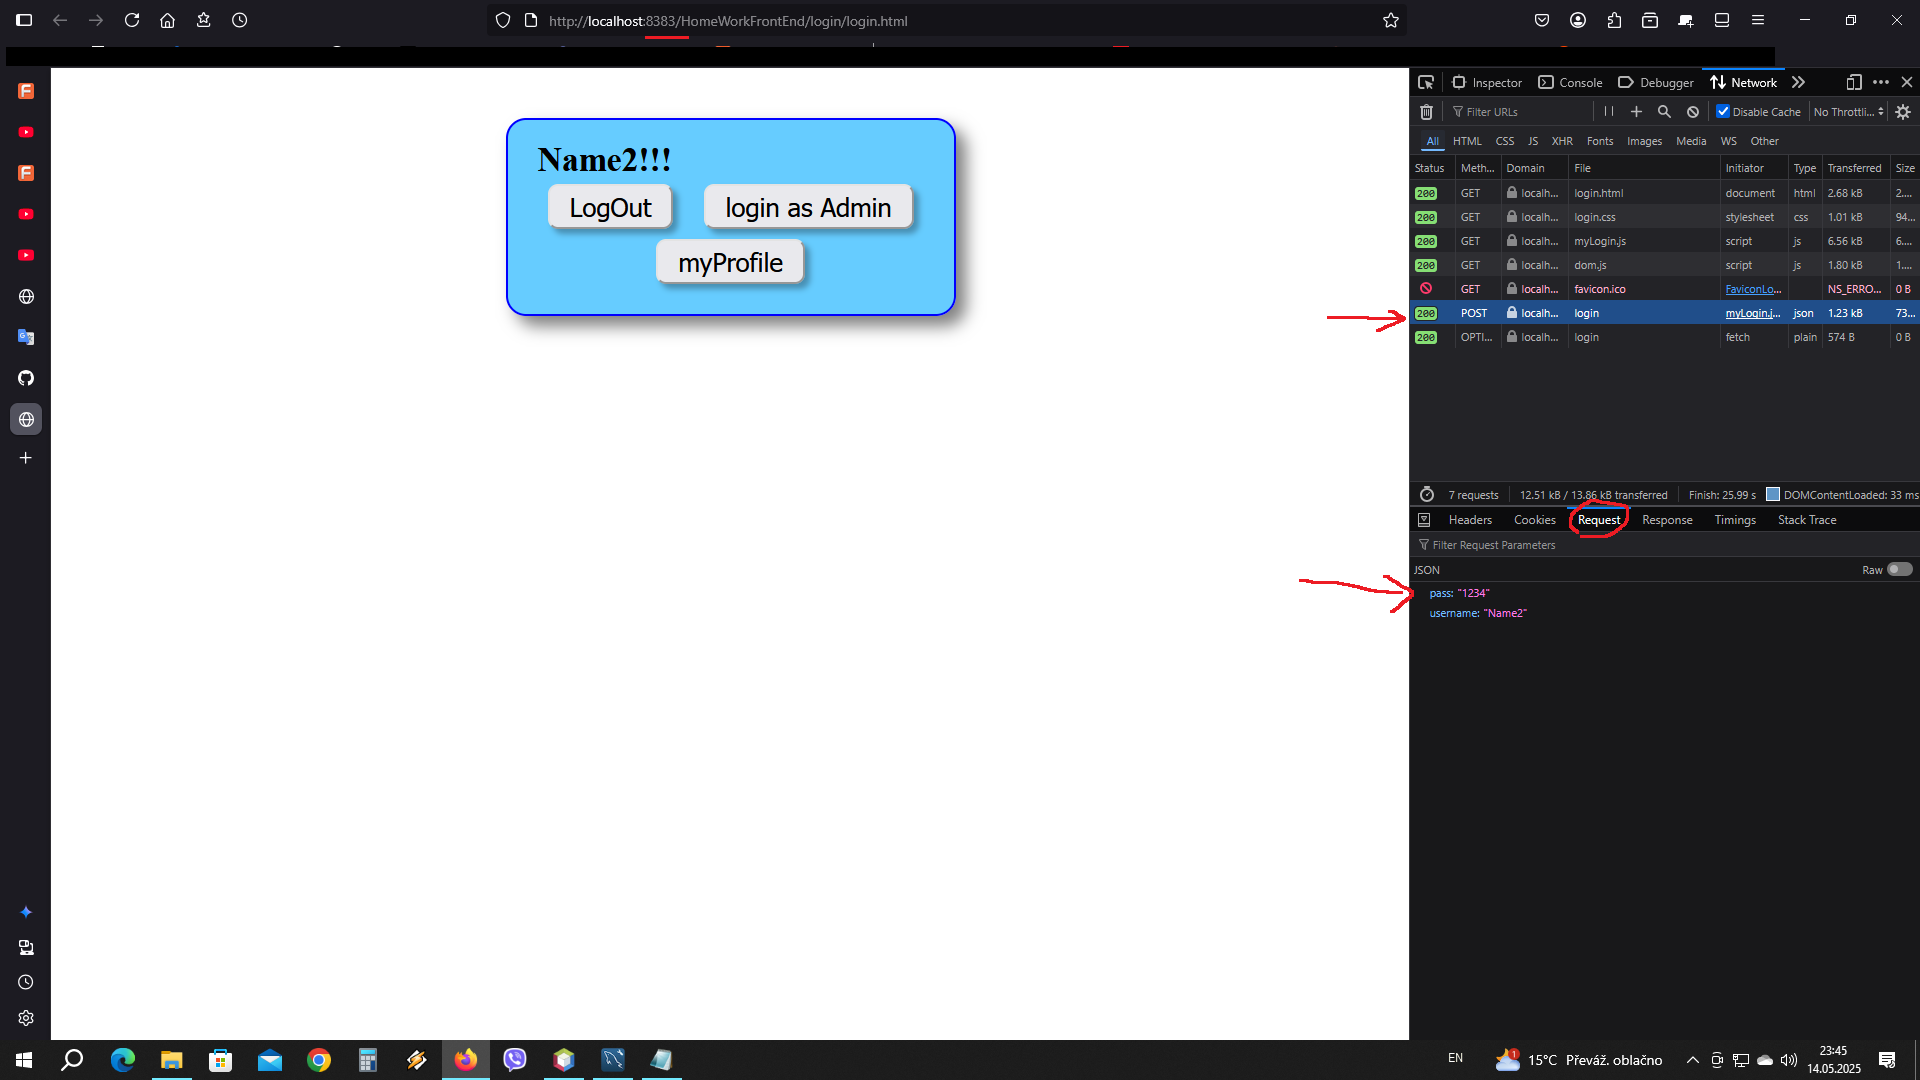 http://localhost:8383/HomeWorkFrontEnd/login/login.html
Inspector Console Debugger Network
Filter URLs Disable Cache No Throttli...
All HTML CSS JS XHR Fonts Images Media WS Other
Status Meth... Domain File Initiator Type Transferred Size
200 GET localh... login.html document html 2.68 kB 2....
200 GET localh... login.css stylesheet css 1.01 kB 94...
200 GET localh... myLogin.js script js 6.56 kB 6....
200 GET localh... dom.js script js 1.80 kB 1....
GET localh... favicon.ico FaviconLo... NS_ERRO... 0 B
200 POST localh... login myLogin.j... json 1.23 kB 73...
200 OPTI... localh... login fetch plain 574 B 0 B
Name2!!!
LogOut login as Admin
myProfile
7 requests 12.51 kB / 13.86 kB transferred Finish: 25.99 s DOMContentLoaded: 33 ms
Headers Cookies Request Response Timings Stack Trace
Filter Request Parameters
JSON Raw
pass: "1234"
username: "Name2"
EN 1 15°C Převáž. oblačno 23:45
14.05.2025